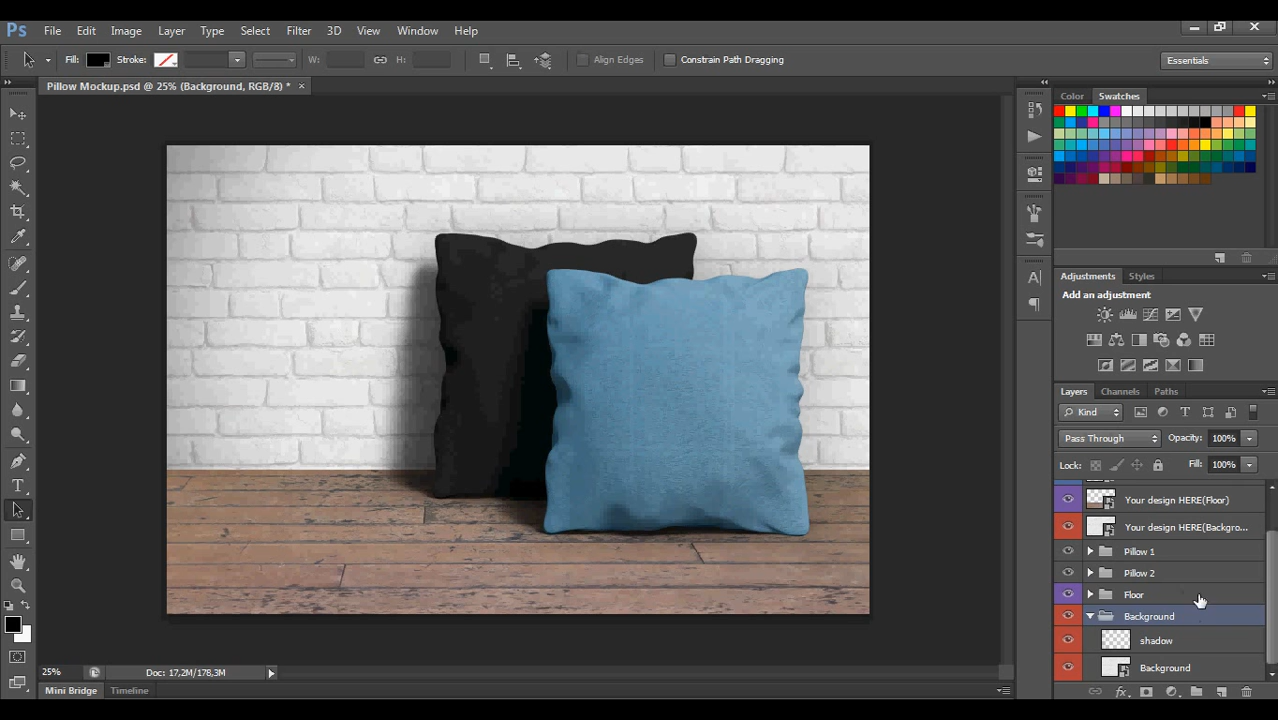 Ps File Edit Image Layer Type Select Filter 3D View Window Help
Fill: Stroke: W: H: Align Edges Constrain Path Dragging Essentials
Pillow Mockup.psd @ 25% (Background, RGB/8) * ×
Color Swatches
Adjustments Styles
Add an adjustment
Layers Channels Paths
Kind
Pass Through Opacity: 100%
Lock: Fill: 100%
Your design HERE(Floor)
Your design HERE(Backgro...
Pillow 1
Pillow 2
Floor
Background
shadow
Background
25% Doc: 17,2M/178,3M
Mini Bridge Timeline